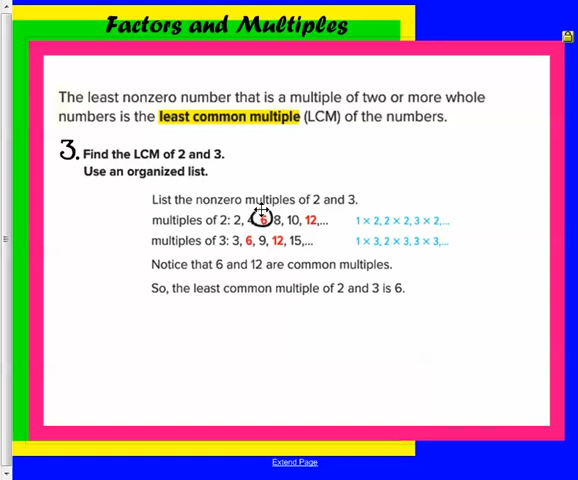 Factors and Multiples
The least nonzero number that is a multiple of two or more whole
numbers is the least common multiple (LCM) of the numbers.
3. Find the LCM of 2 and 3.
Use an organized list.
List the nonzero multiples of 2 and 3.
multiples of 2: 2, 4, 6, 8, 10, 12,... 1 × 2, 2 × 2, 3 × 2,...
multiples of 3: 3, 6, 9, 12, 15,... 1 × 3, 2 × 3, 3 × 3,...
Notice that 6 and 12 are common multiples.
So, the least common multiple of 2 and 3 is 6.
Extend Page